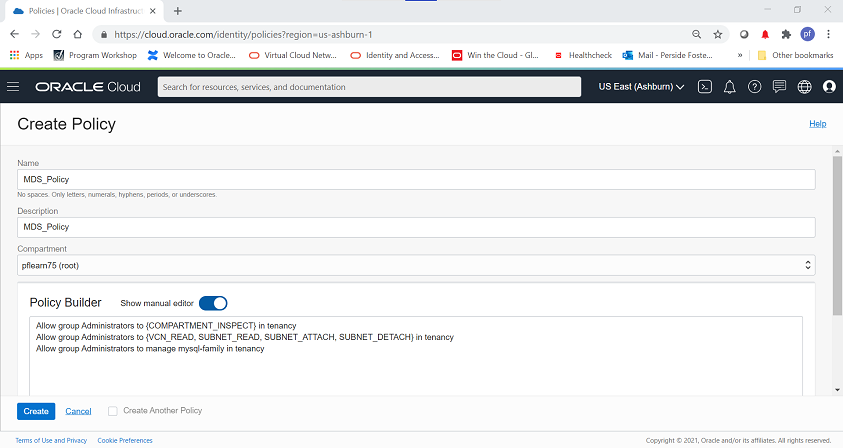 Policies | Oracle Cloud Infrastruct
https://cloud.oracle.com/identity/policies?region=us-ashburn-1
pf
Apps Program Workshop Welcome to Oracle... Virtual Cloud Netw... Identity and Access... Win the Cloud - Gl... Healthcheck Mail - Perside Foste... » Other bookmarks
ORACLE Cloud Search for resources, services, and documentation US East (Ashburn)
Create Policy
Help
Name
MDS_Policy
No spaces. Only letters, numerals, hyphens, periods, or underscores.
Description
MDS_Policy
Compartment
pflearn75 (root)
Policy Builder Show manual editor
Allow group Administrators to {COMPARTMENT_INSPECT} in tenancy
Allow group Administrators to {VCN_READ, SUBNET_READ, SUBNET_ATTACH, SUBNET_DETACH} in tenancy
Allow group Administrators to manage mysql-family in tenancy
Create Cancel Create Another Policy
Terms of Use and Privacy Cookie Preferences Copyright © 2021, Oracle and/or its affiliates. All rights reserved.